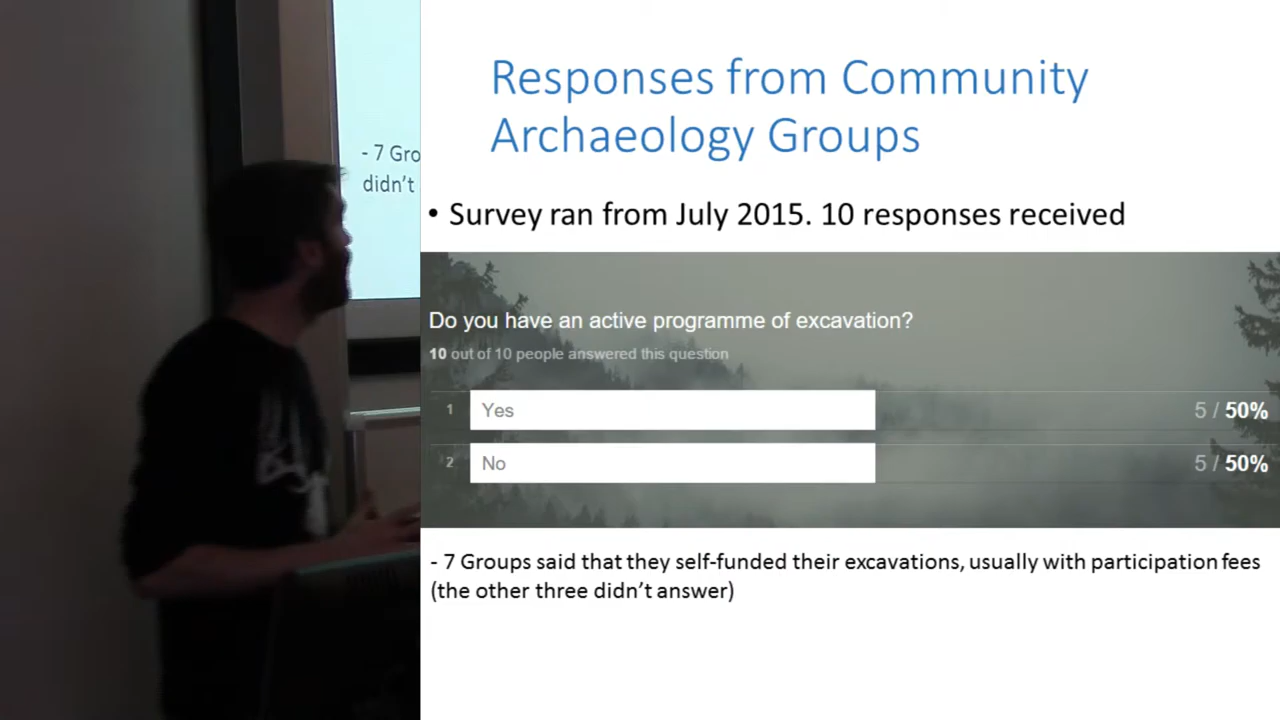 Responses from Community
Archaeology Groups
- 7 Gro
didn't
• Survey ran from July 2015. 10 responses received
Do you have an active programme of excavation?
10 out of 10 people answered this question
1 Yes 5 / 50%
2 No 5 / 50%
- 7 Groups said that they self-funded their excavations, usually with participation fees
(the other three didn't answer)